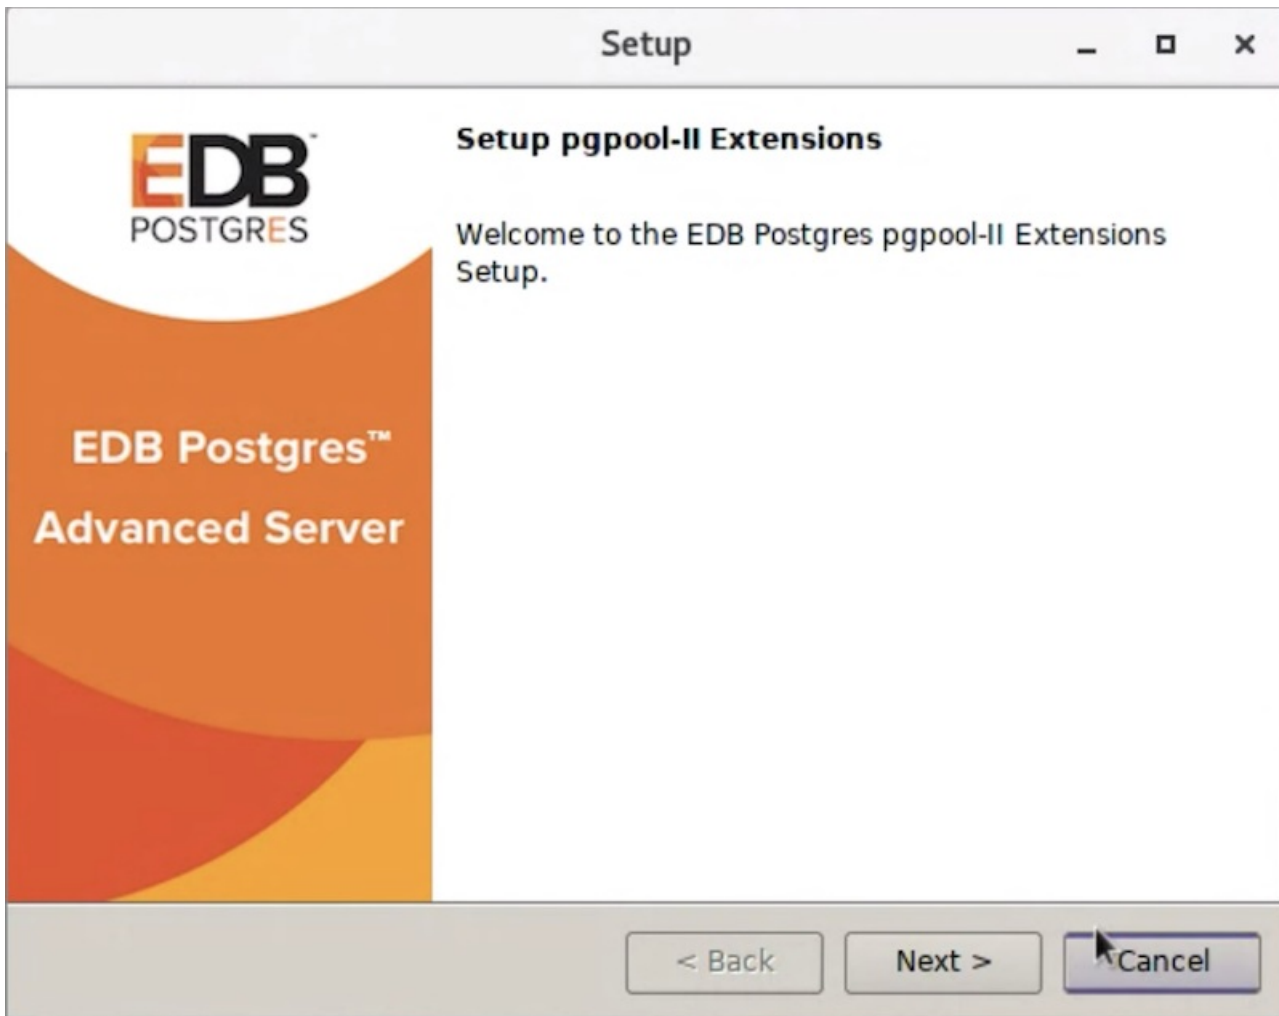 Setup
EDB™
POSTGRES
EDB Postgres™
Advanced Server
Setup pgpool-II Extensions
Welcome to the EDB Postgres pgpool-II Extensions
Setup.
< Back
Next >
Cancel